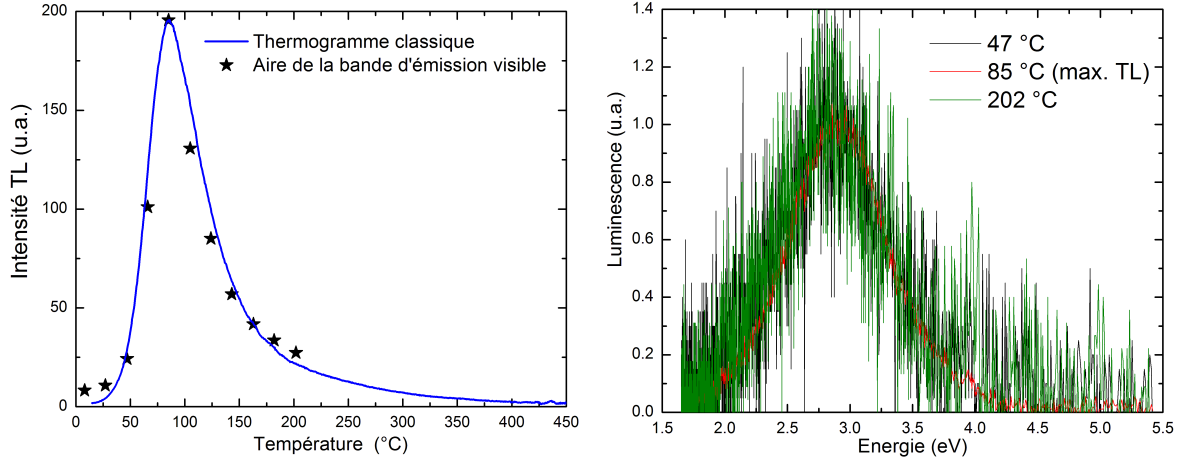 200
150
100
50
0
Intensité TL (u.a.)
Thermogramme classique
Aire de la bande d'émission visible
0 50 100 150 200 250 300 350 400 450
Température (°C)
1.4
1.2
1.0
0.8
0.6
0.4
0.2
0.0
Luminescence (u.a.)
47 °C
85 °C (max. TL)
202 °C
1.5 2.0 2.5 3.0 3.5 4.0 4.5 5.0 5.5
Energie (eV)